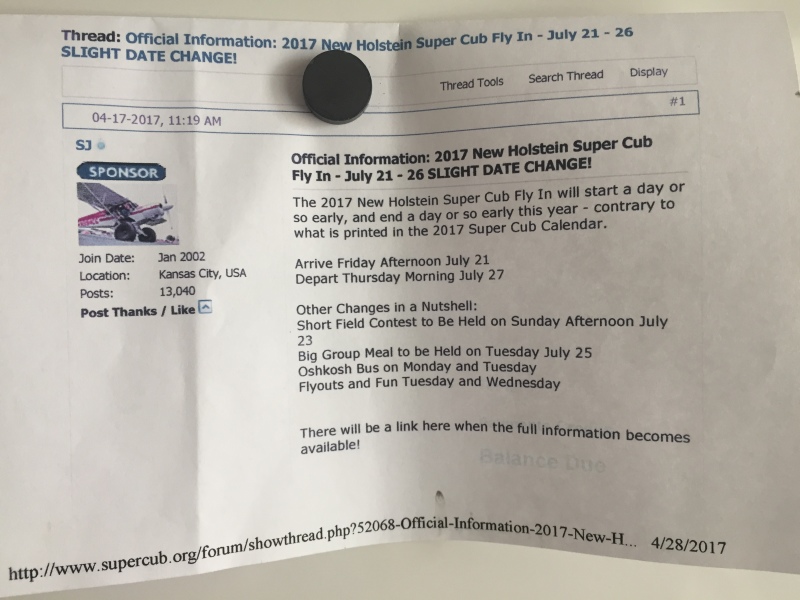 Thread: Official Information: 2017 New Holstein Super Cub Fly In - July 21 - 26
SLIGHT DATE CHANGE!
Thread Tools Search Thread Display
04-17-2017, 11:19 AM #1
SJ
SPONSOR
Join Date: Jan 2002
Location: Kansas City, USA
Posts: 13,040
Post Thanks / Like
Official Information: 2017 New Holstein Super Cub
Fly In - July 21 - 26 SLIGHT DATE CHANGE!
The 2017 New Holstein Super Cub Fly In will start a day or
so early, and end a day or so early this year - contrary to
what is printed in the 2017 Super Cub Calendar.
Arrive Friday Afternoon July 21
Depart Thursday Morning July 27
Other Changes in a Nutshell:
Short Field Contest to Be Held on Sunday Afternoon July
23
Big Group Meal to be Held on Tuesday July 25
Oshkosh Bus on Monday and Tuesday
Flyouts and Fun Tuesday and Wednesday
There will be a link here when the full information becomes
available!
Balance Due
http://www.supercub.org/forum/showthread.php?52068-Official-Information-2017-New-H... 4/28/2017